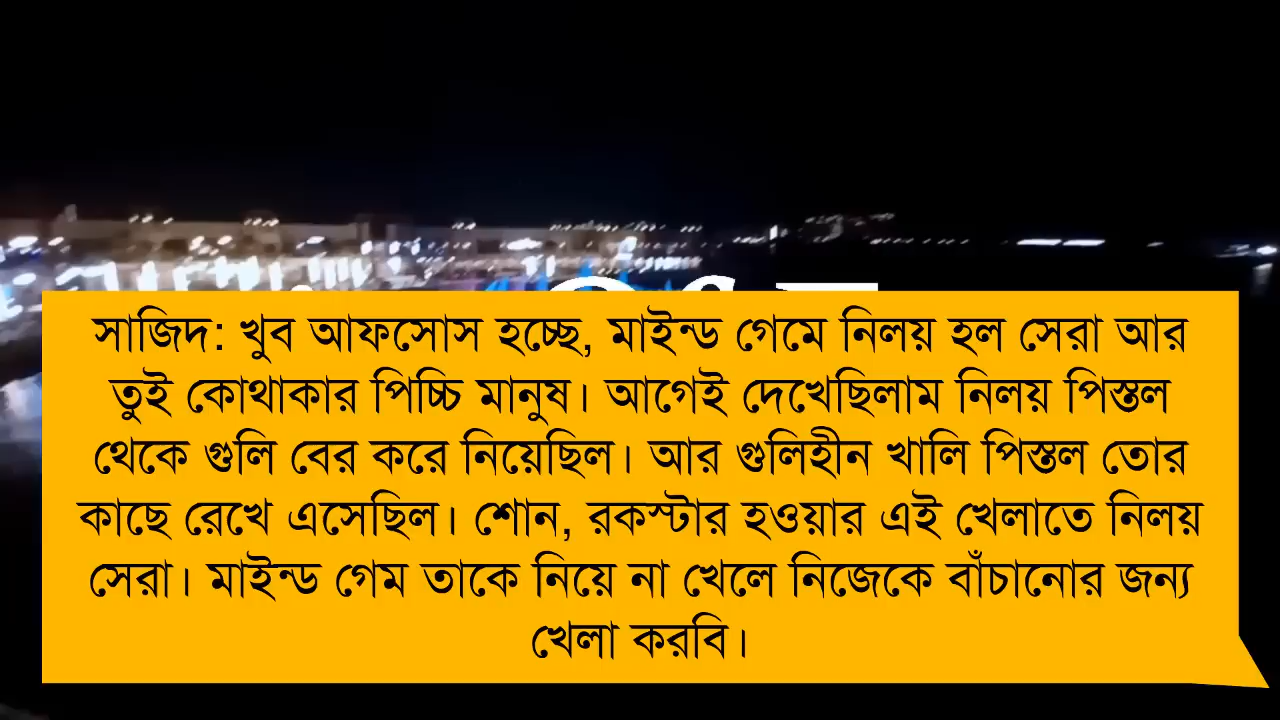 সাজিদ: খুব আফসোস হচ্ছে, মাইন্ড গেমে নিলয় হল সেরা আর
তুই কোথাকার পিচ্চি মানুষ। আগেই দেখেছিলাম নিলয় পিস্তল
থেকে গুলি বের করে নিয়েছিল। আর গুলিহীন খালি পিস্তল তোর
কাছে রেখে এসেছিল। শোন, রকস্টার হওয়ার এই খেলাতে নিলয়
সেরা। মাইন্ড গেম তাকে নিয়ে না খেলে নিজেকে বাঁচানোর জন্য
খেলা করবি।